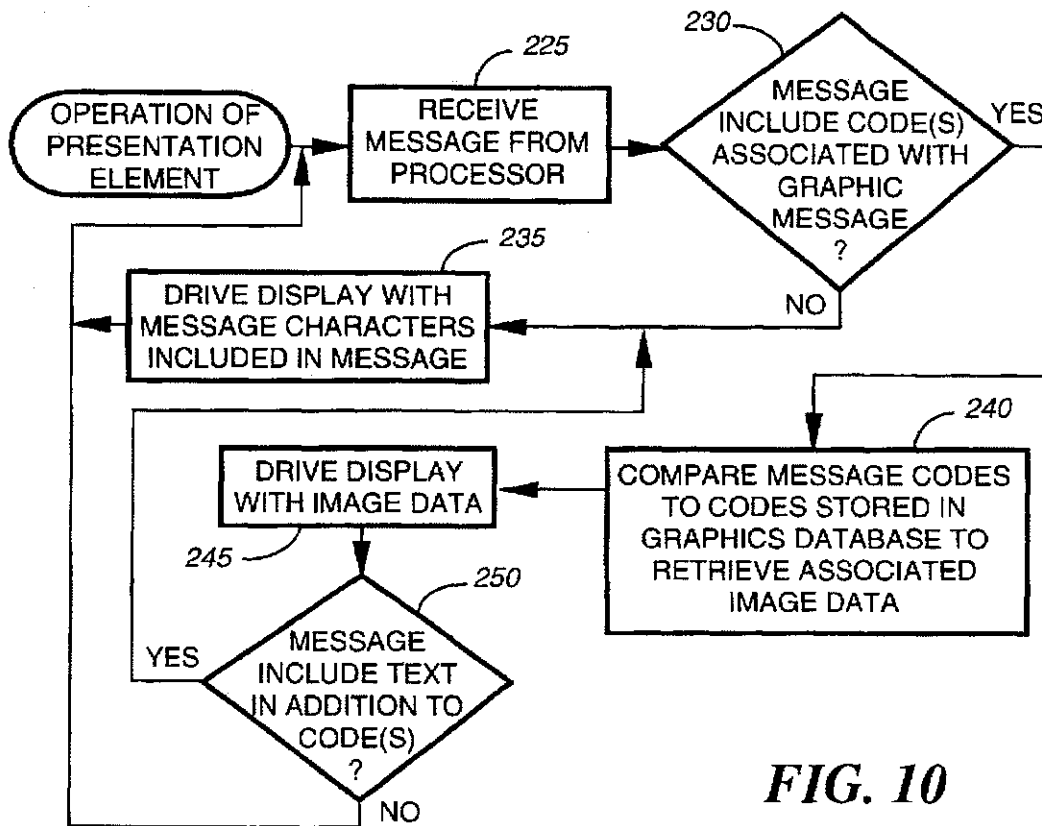 OPERATION OF
PRESENTATION
ELEMENT
225
RECEIVE
MESSAGE FROM
PROCESSOR
230
MESSAGE
INCLUDE CODE(S)
ASSOCIATED WITH
GRAPHIC
MESSAGE
?
YES
NO
235
DRIVE DISPLAY WITH
MESSAGE CHARACTERS
INCLUDED IN MESSAGE
240
COMPARE MESSAGE CODES
TO CODES STORED IN
GRAPHICS DATABASE TO
RETRIEVE ASSOCIATED
IMAGE DATA
DRIVE DISPLAY
WITH IMAGE DATA
245
250
MESSAGE
INCLUDE TEXT
IN ADDITION TO
CODE(S)
?
YES
NO
FIG. 10